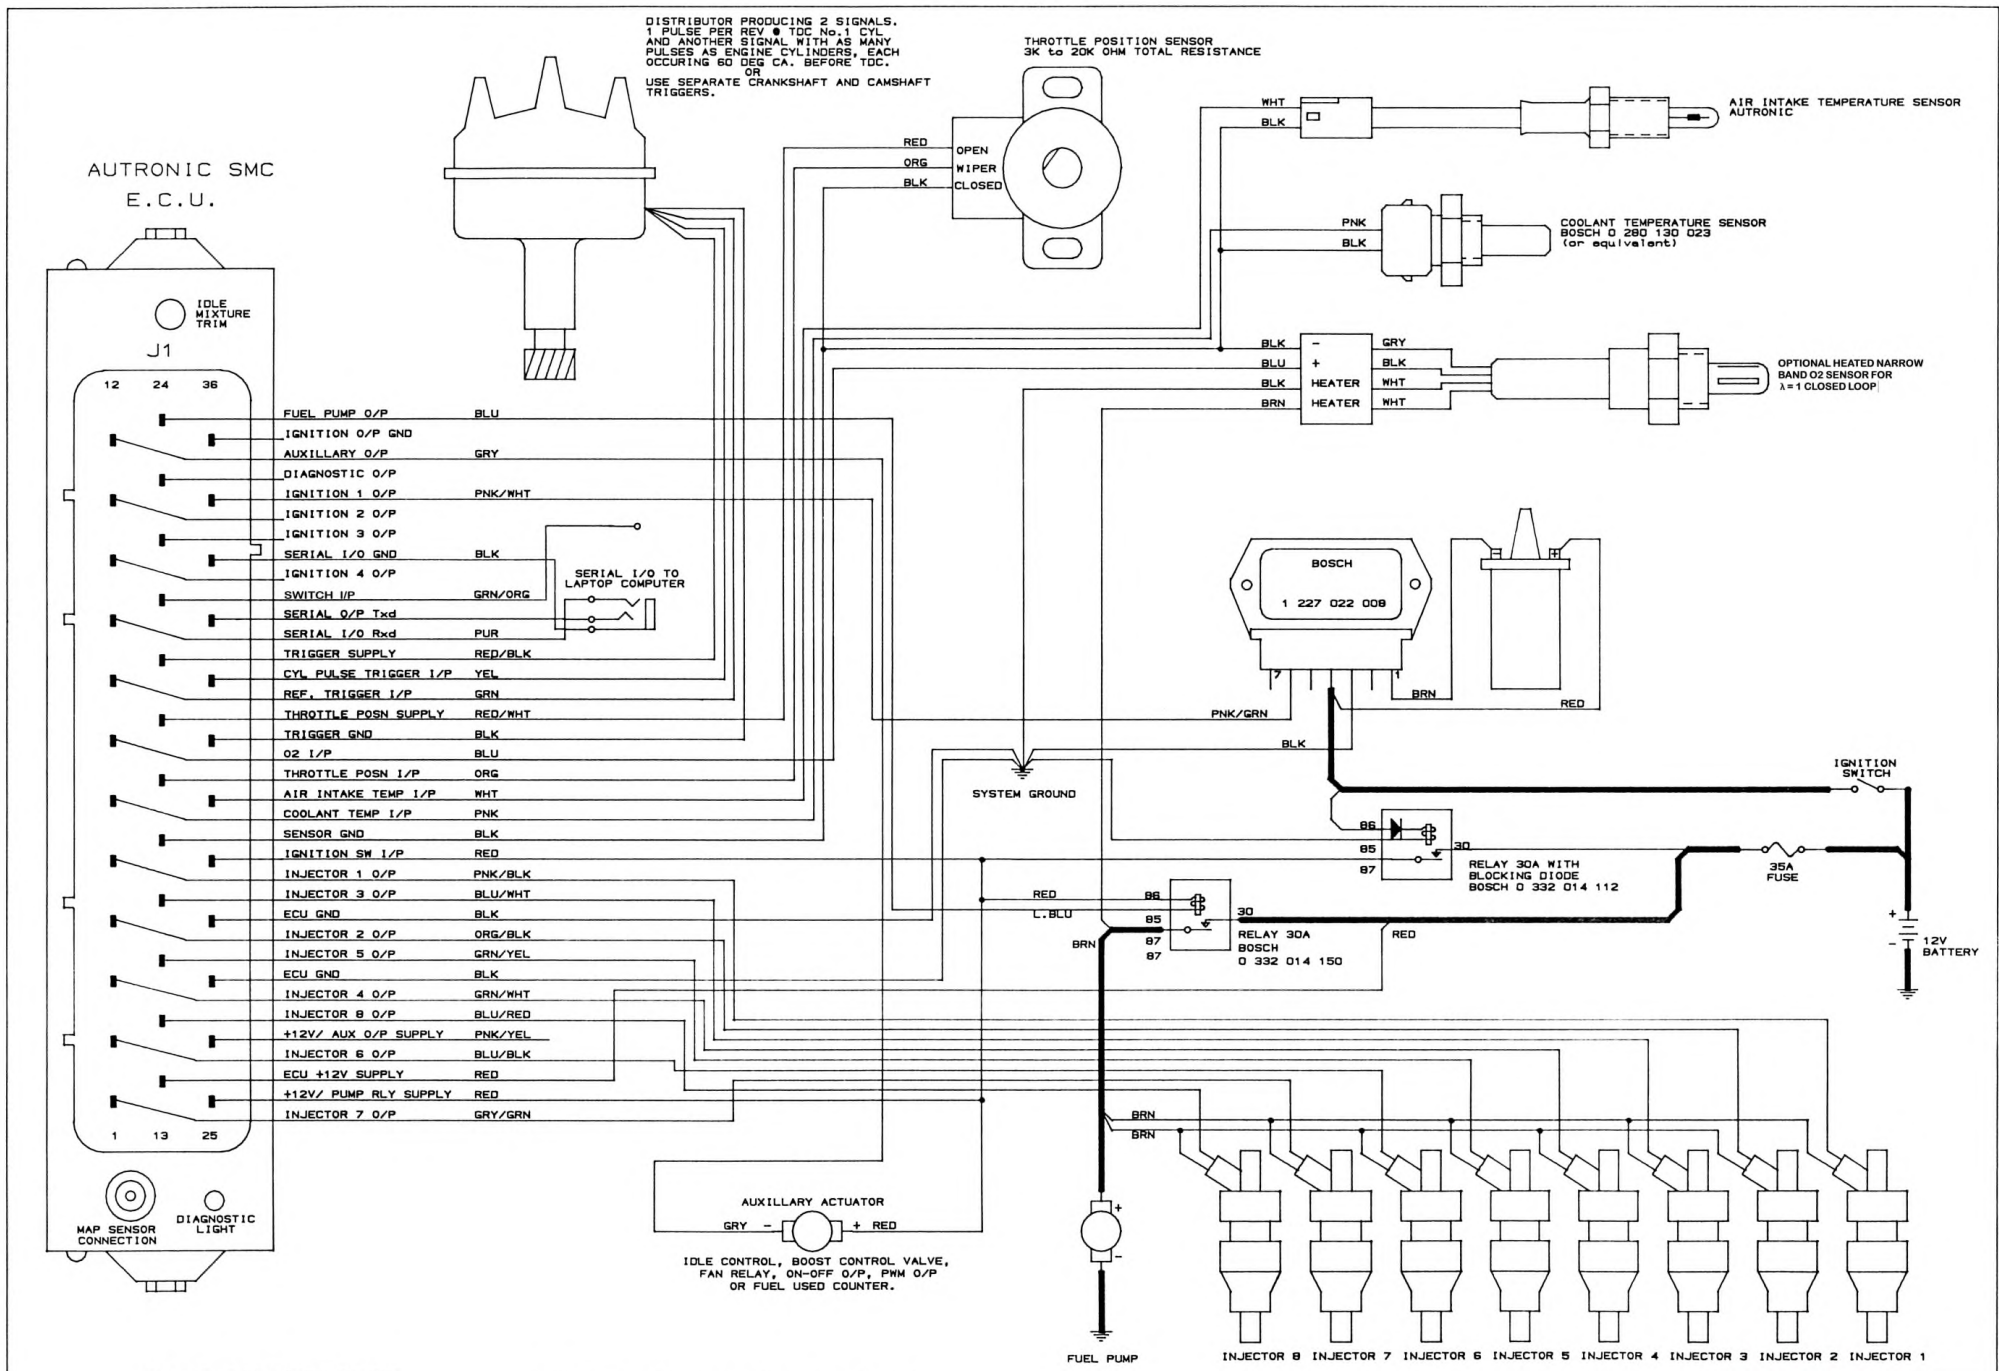 DISTRIBUTOR PRODUCING 2 SIGNALS.
1 PULSE PER REV @ TDC No.1 CYL
AND ANOTHER SIGNAL WITH AS MANY
PULSES AS ENGINE CYLINDERS, EACH
OCCURING 60 DEG CA. BEFORE TDC.
OR
USE SEPARATE CRANKSHAFT AND CAMSHAFT
TRIGGERS.
THROTTLE POSITION SENSOR
3K to 20K OHM TOTAL RESISTANCE
RED OPEN
ORG WIPER
BLK CLOSED
WHT
BLK
AIR INTAKE TEMPERATURE SENSOR
AUTRONIC
PNK
BLK
COOLANT TEMPERATURE SENSOR
BOSCH 0 280 130 023
(or equivalent)
BLK - GRY
BLU + BLK
BLK HEATER WHT
BRN HEATER WHT
OPTIONAL HEATED NARROW
BAND O2 SENSOR FOR
λ = 1 CLOSED LOOP
AUTRONIC SMC
E.C.U.
IDLE
MIXTURE
TRIM
J1
12 24 36
FUEL PUMP O/P BLU
IGNITION O/P GND
AUXILLARY O/P GRY
DIAGNOSTIC O/P
IGNITION 1 O/P PNK/WHT
IGNITION 2 O/P
IGNITION 3 O/P
SERIAL I/O GND BLK
IGNITION 4 O/P
SWITCH I/P GRN/ORG
SERIAL O/P Txd
SERIAL I/O Rxd PUR
TRIGGER SUPPLY RED/BLK
CYL PULSE TRIGGER I/P YEL
REF. TRIGGER I/P GRN
THROTTLE POSN SUPPLY RED/WHT
TRIGGER GND BLK
O2 I/P BLU
THROTTLE POSN I/P ORG
AIR INTAKE TEMP I/P WHT
COOLANT TEMP I/P PNK
SENSOR GND BLK
IGNITION SW I/P RED
INJECTOR 1 O/P PNK/BLK
INJECTOR 3 O/P BLU/WHT
ECU GND BLK
INJECTOR 2 O/P ORG/BLK
INJECTOR 5 O/P GRN/YEL
ECU GND BLK
INJECTOR 4 O/P GRN/WHT
INJECTOR 8 O/P BLU/RED
+12V/ AUX O/P SUPPLY PNK/YEL
INJECTOR 6 O/P BLU/BLK
ECU +12V SUPPLY RED
+12V/ PUMP RLY SUPPLY RED
INJECTOR 7 O/P GRY/GRN
1 13 25
MAP SENSOR
CONNECTION
DIAGNOSTIC
LIGHT
SERIAL I/O TO
LAPTOP COMPUTER
BOSCH
1 227 022 008
7 1
- +
BRN
RED
PNK/GRN
BLK
SYSTEM GROUND
IGNITION
SWITCH
86
85
87
30
RELAY 30A WITH
BLOCKING DIODE
BOSCH 0 332 014 112
35A
FUSE
RED
L.BLU
86
85
87
87
30
RELAY 30A
BOSCH
0 332 014 150
RED
BRN
+
-
12V
BATTERY
BRN
BRN
AUXILLARY ACTUATOR
GRY - + RED
IDLE CONTROL, BOOST CONTROL VALVE,
FAN RELAY, ON-OFF O/P, PWM O/P
OR FUEL USED COUNTER.
+
-
FUEL PUMP
INJECTOR 8 INJECTOR 7 INJECTOR 6 INJECTOR 5 INJECTOR 4 INJECTOR 3 INJECTOR 2 INJECTOR 1